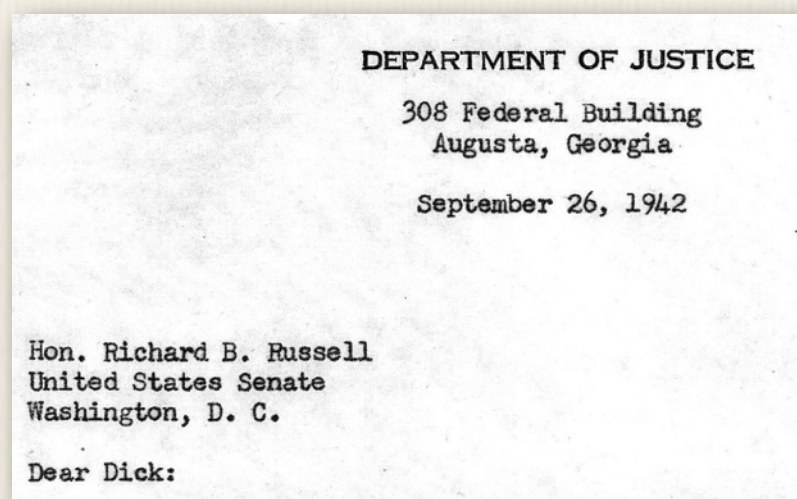 DEPARTMENT OF JUSTICE
308 Federal Building
Augusta, Georgia
September 26, 1942
Hon. Richard B. Russell
United States Senate
Washington, D. C.
Dear Dick: